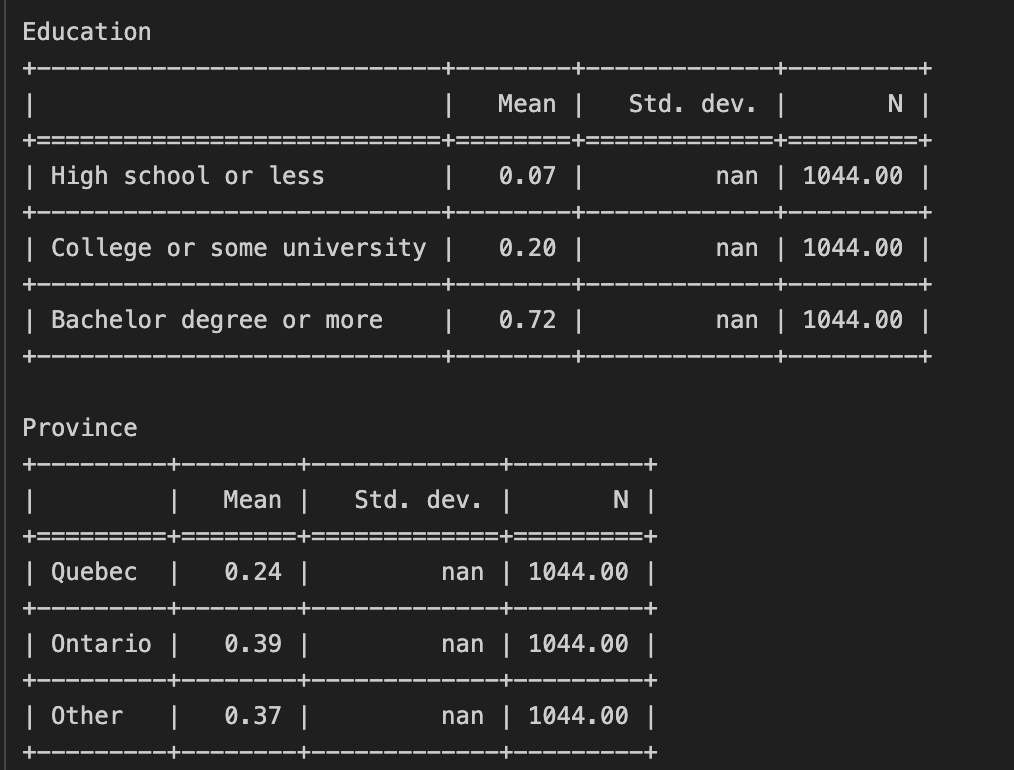 Education
+----------------------------+--------+-------------+---------+
|                            |   Mean |   Std. dev. |       N |
+============================+========+=============+=========+
| High school or less        |   0.07 |         nan | 1044.00 |
+----------------------------+--------+-------------+---------+
| College or some university |   0.20 |         nan | 1044.00 |
+----------------------------+--------+-------------+---------+
| Bachelor degree or more    |   0.72 |         nan | 1044.00 |
+----------------------------+--------+-------------+---------+

Province
+---------+--------+-------------+---------+
|         |   Mean |   Std. dev. |       N |
+=========+========+=============+=========+
| Quebec  |   0.24 |         nan | 1044.00 |
+---------+--------+-------------+---------+
| Ontario |   0.39 |         nan | 1044.00 |
+---------+--------+-------------+---------+
| Other   |   0.37 |         nan | 1044.00 |
+---------+--------+-------------+---------+